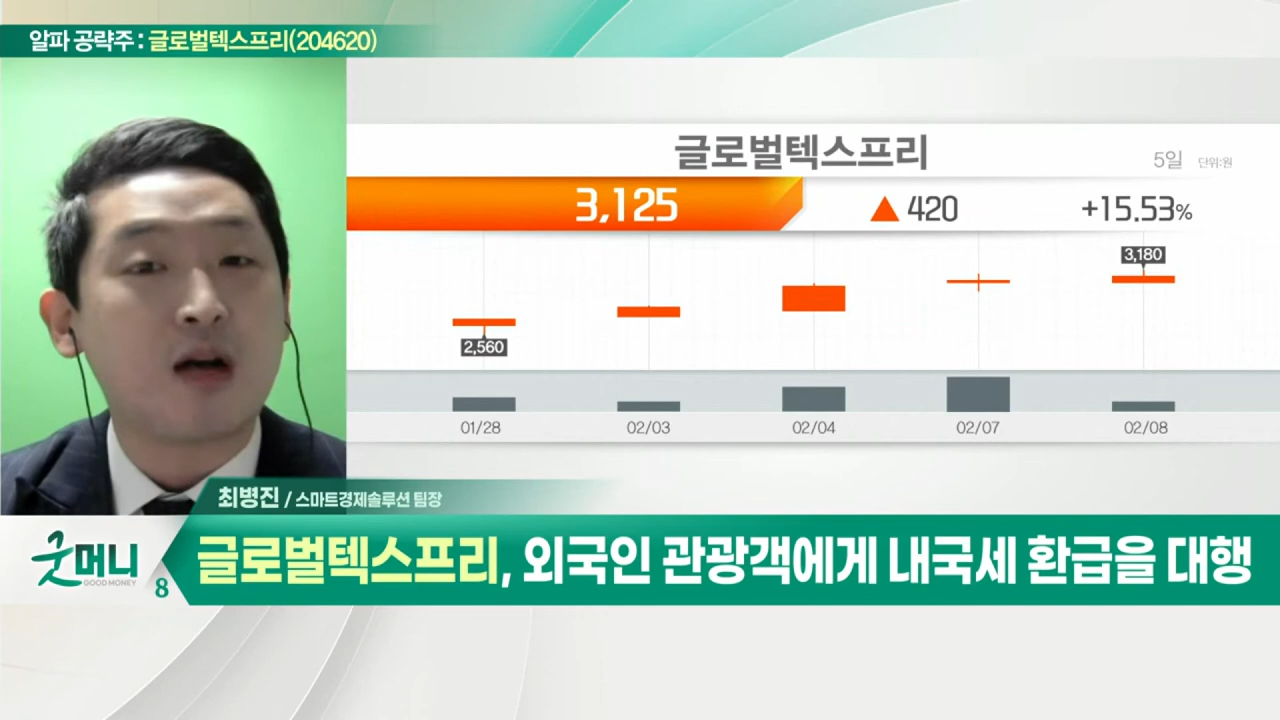 알파 공략주 : 글로벌텍스프리(204620)
글로벌텍스프리
5일 단위:원
3,125 ▲ 420 +15.53%
3,180
2,560
01/28 02/03 02/04 02/07 02/08
최병진 / 스마트경제솔루션 팀장
굿머니
GOOD MONEY
8
글로벌텍스프리, 외국인 관광객에게 내국세 환급을 대행